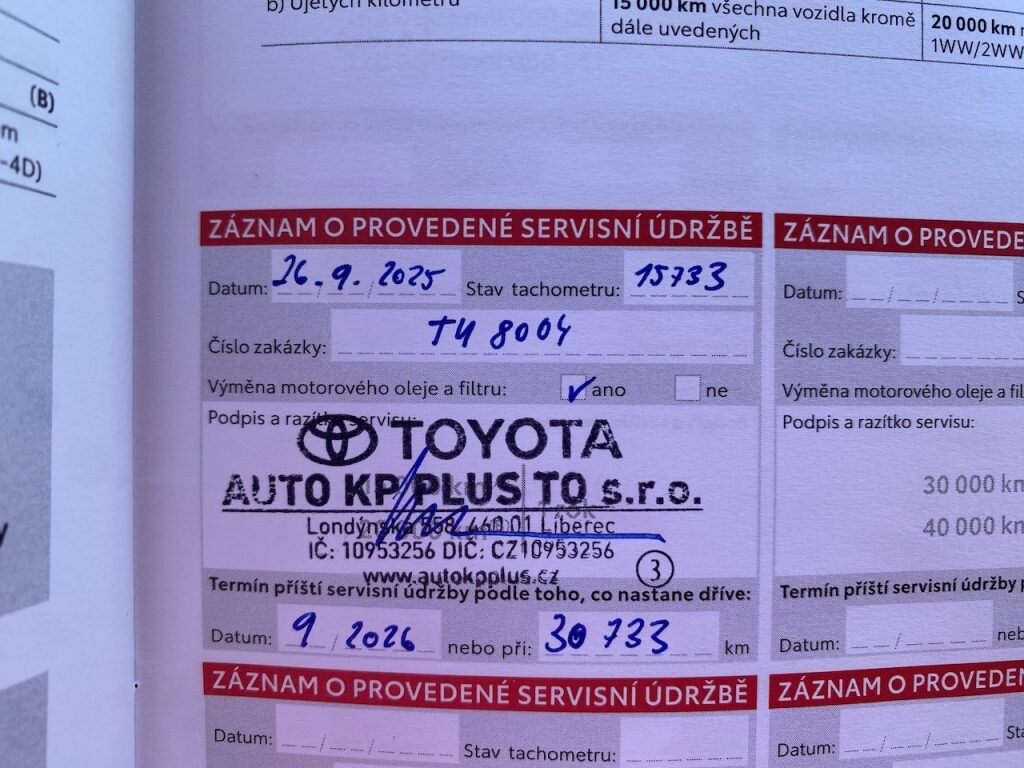 b) Ujetých kilometrů
15 000 km všechna vozidla kromě
dále uvedených
20 000 km
1WW/2WW
(B)
-4D)
ZÁZNAM O PROVEDENÉ SERVISNÍ ÚDRŽBĚ
Datum: 26.9.2025 Stav tachometru: 15733
Číslo zakázky: TU 8004
Výměna motorového oleje a filtru: ano ne
Podpis a razítko servisu:
TOYOTA
AUTO KP PLUS TO s.r.o.
Londýnská 558, 460 01 Liberec
IČ: 10953256 DIČ: CZ10953256
www.autokpplus.cz
3
Termín příští servisní údržby podle toho, co nastane dříve:
Datum: 9 / 2026 nebo při: 30 733 km
ZÁZNAM O PROVEDENÉ SERVISNÍ ÚDRŽBĚ
Datum: Stav tachometru:
ZÁZNAM O PROVEDE
Datum:
Číslo zakázky:
Výměna motorového oleje a fil
Podpis a razítko servisu:
30 000 km
40 000 km
Termín příští servisní údržby p
Datum: neb
ZÁZNAM O PROVEDEN
Datum: Sta